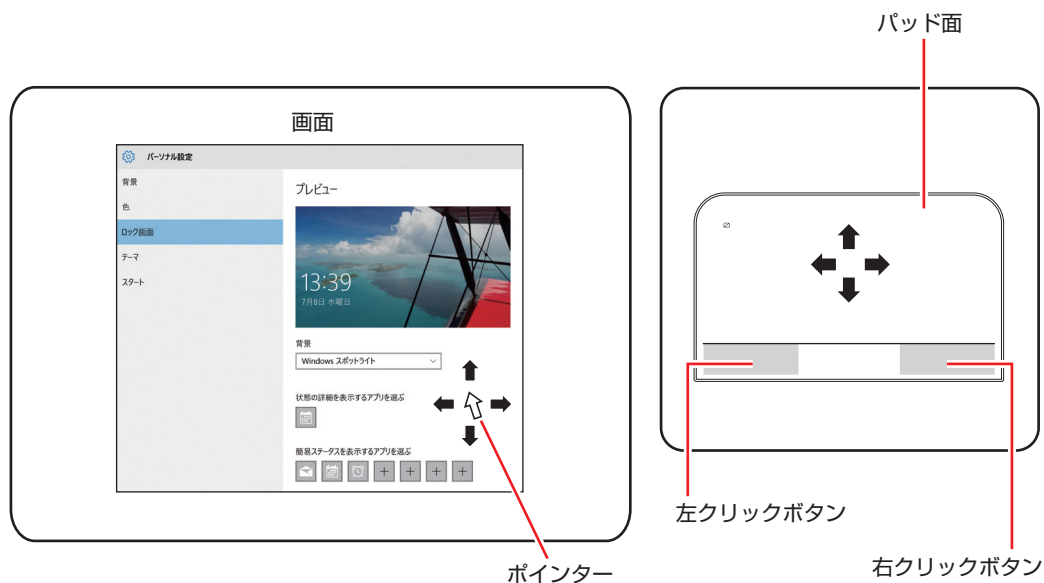 パッド面
画面
パーソナル設定
背景
色
ロック画面
テーマ
スタート
プレビュー
13:39
7月8日 水曜日
背景
Windows スポットライト
状態の詳細を表示するアプリを選ぶ
簡易ステータスを表示するアプリを選ぶ
左クリックボタン
右クリックボタン
ポインター